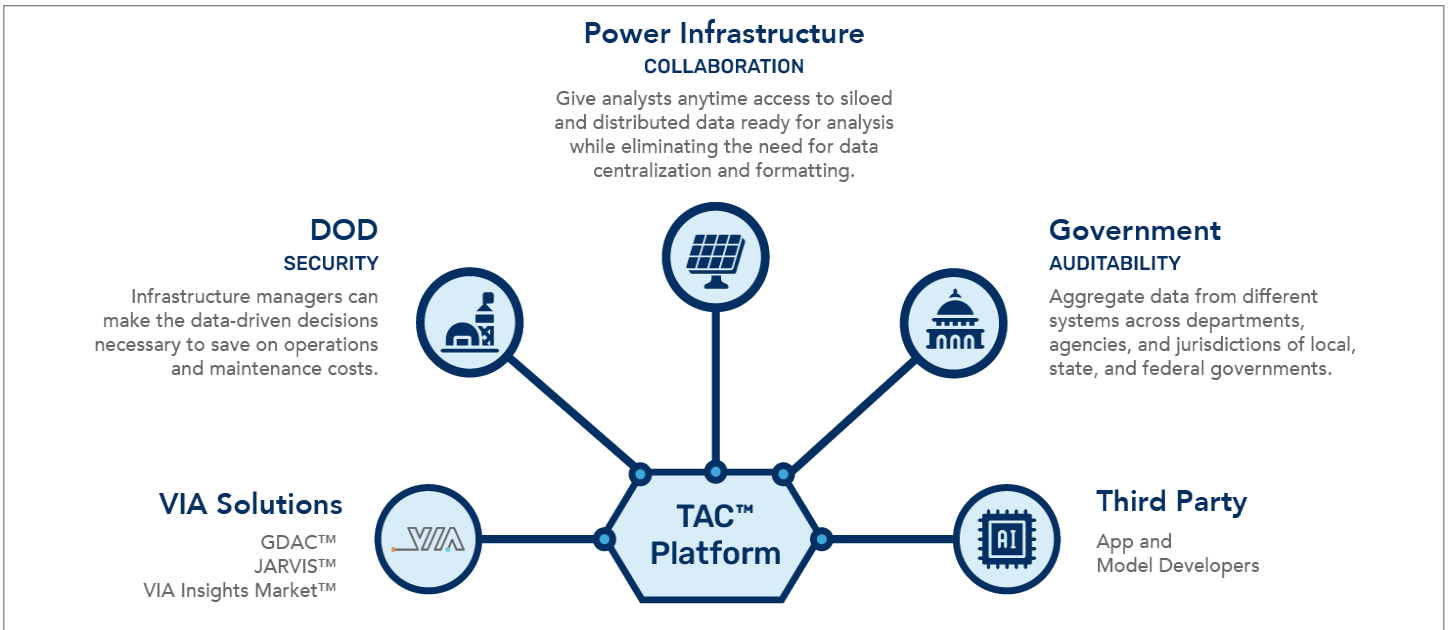 Power Infrastructure
COLLABORATION
Give analysts anytime access to siloed
and distributed data ready for analysis
while eliminating the need for data
centralization and formatting.
DOD
SECURITY
Infrastructure managers can
make the data-driven decisions
necessary to save on operations
and maintenance costs.
Government
AUDITABILITY
Aggregate data from different
systems across departments,
agencies, and jurisdictions of local,
state, and federal governments.
VIA Solutions
GDAC™
JARVIS™
VIA Insights Market™
VIA
TAC™
Platform
AI
Third Party
App and
Model Developers